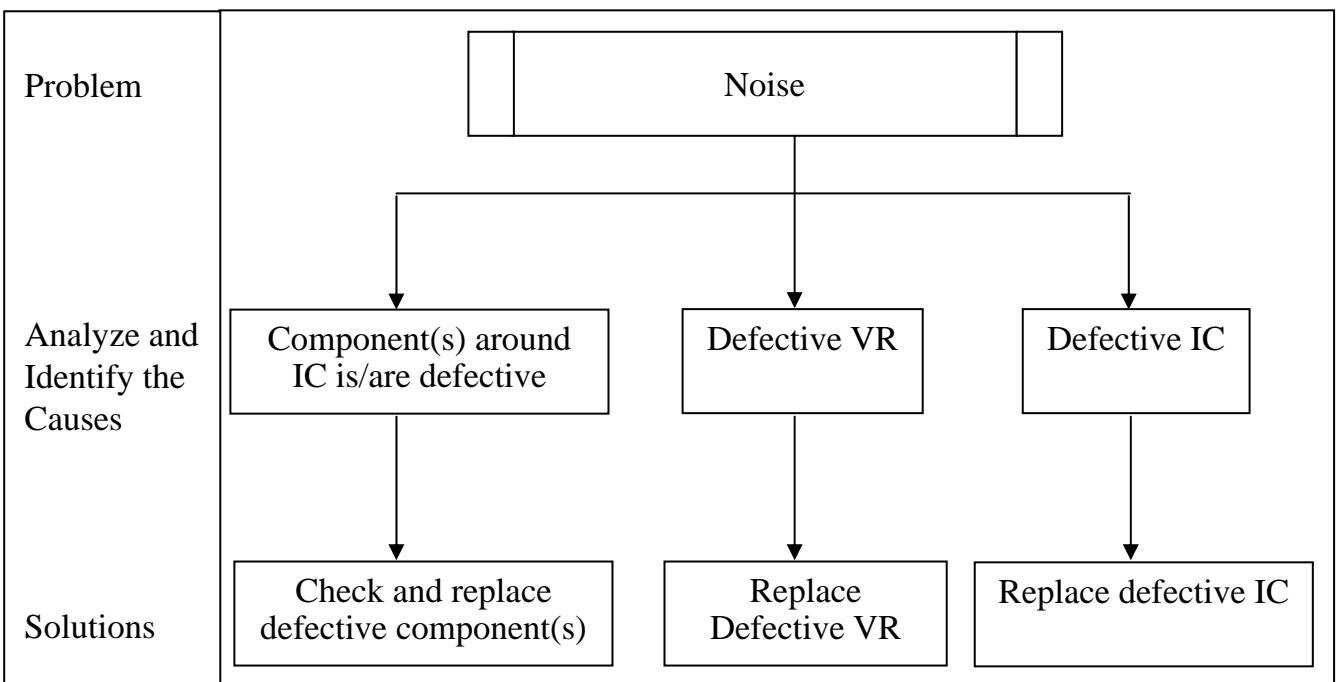 Problem
Noise
Analyze and
Identify the
Causes
Component(s) around
IC is/are defective
Defective VR
Defective IC
Solutions
Check and replace
defective component(s)
Replace
Defective VR
Replace defective IC